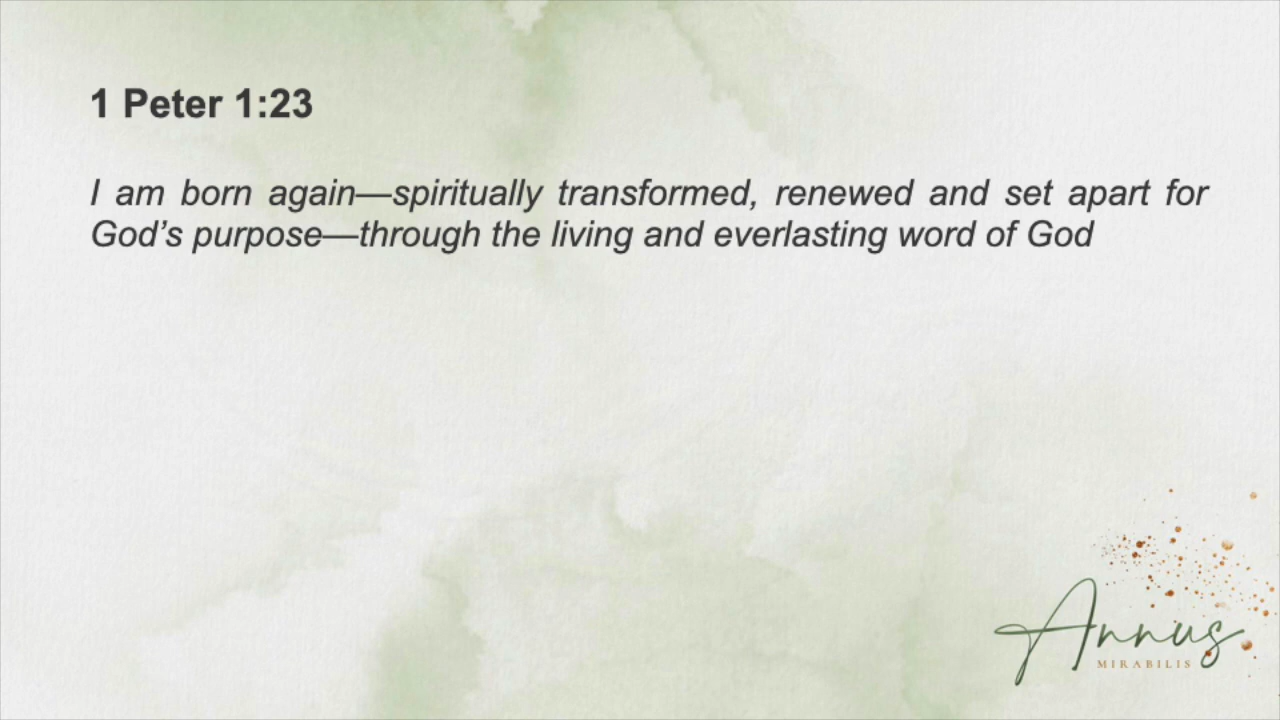 1 Peter 1:23
I am born again—spiritually transformed, renewed and set apart for
God’s purpose—through the living and everlasting word of God
Annus
MIRABILIS